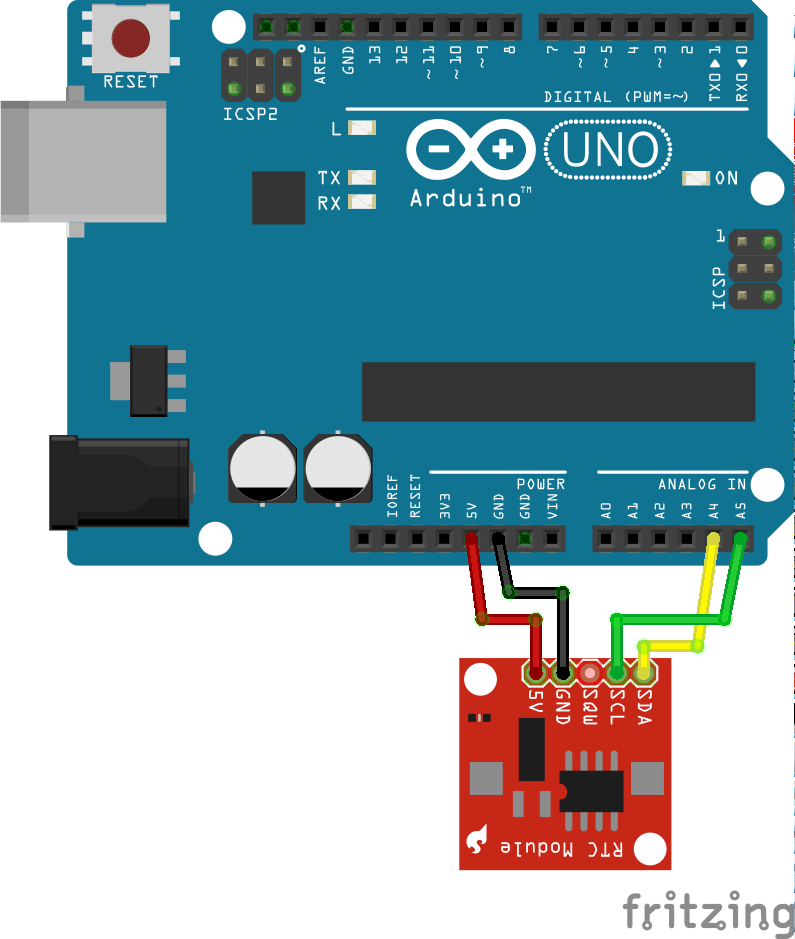 RESET
ICSP2
AREF
GND
13
12
~11
~10
~9
8
7
~6
~5
4
~3
2
TX0▶1
RX0◀0
DIGITAL (PWM=~)
L
TX
RX
Arduino™
UNO
ON
1
ICSP
IOREF
RESET
3V3
5V
GND
GND
VIN
POWER
A0
A1
A2
A3
A4
A5
ANALOG IN
5V
GND
SQW
SCL
SDA
RTC Module
fritzing